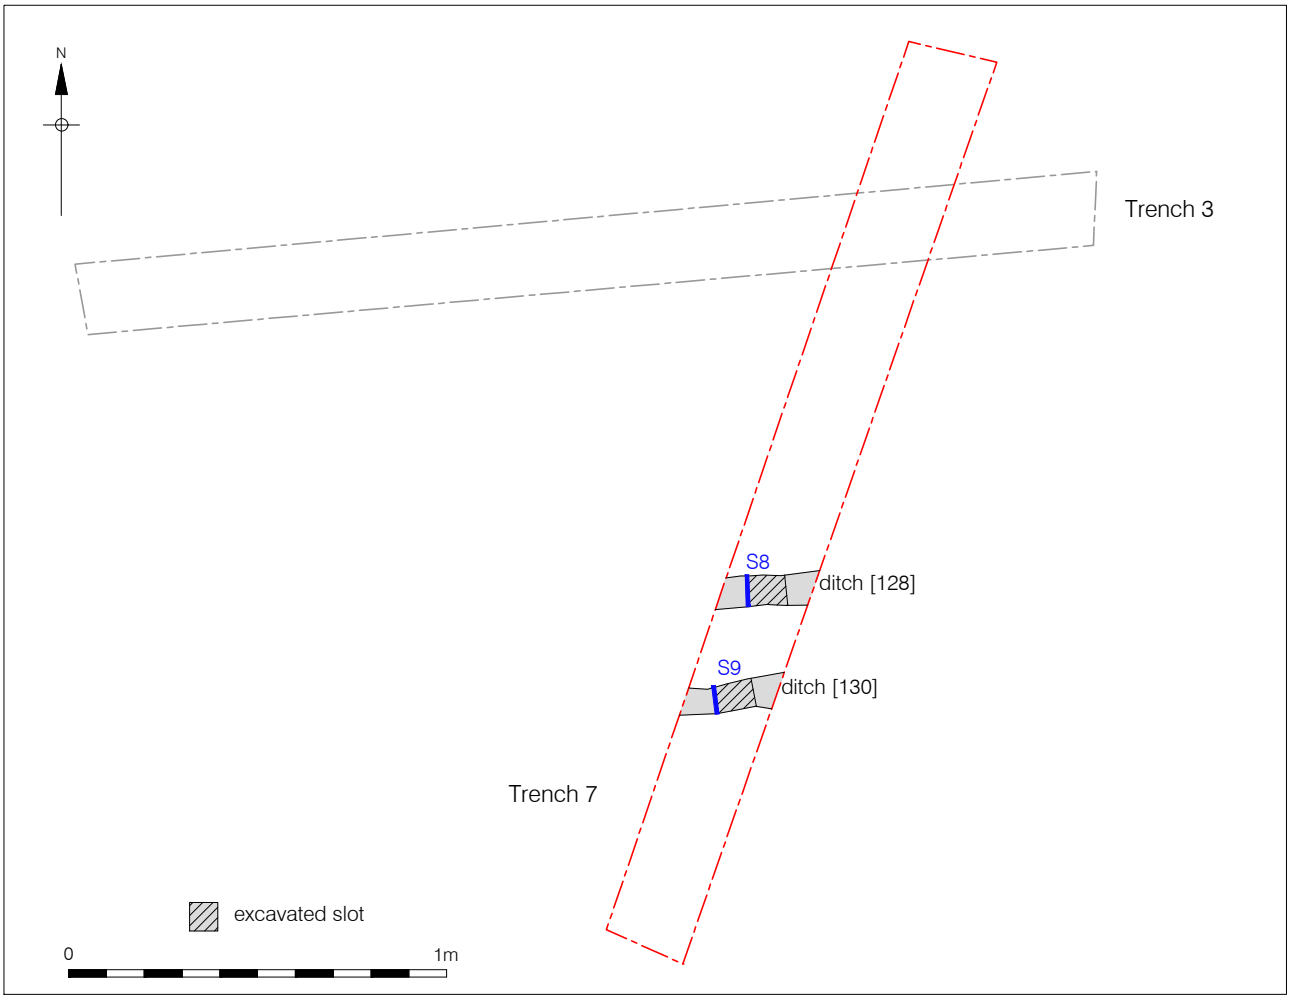 N
Trench 3
S8
ditch [128]
S9
ditch [130]
Trench 7
excavated slot
0 1m